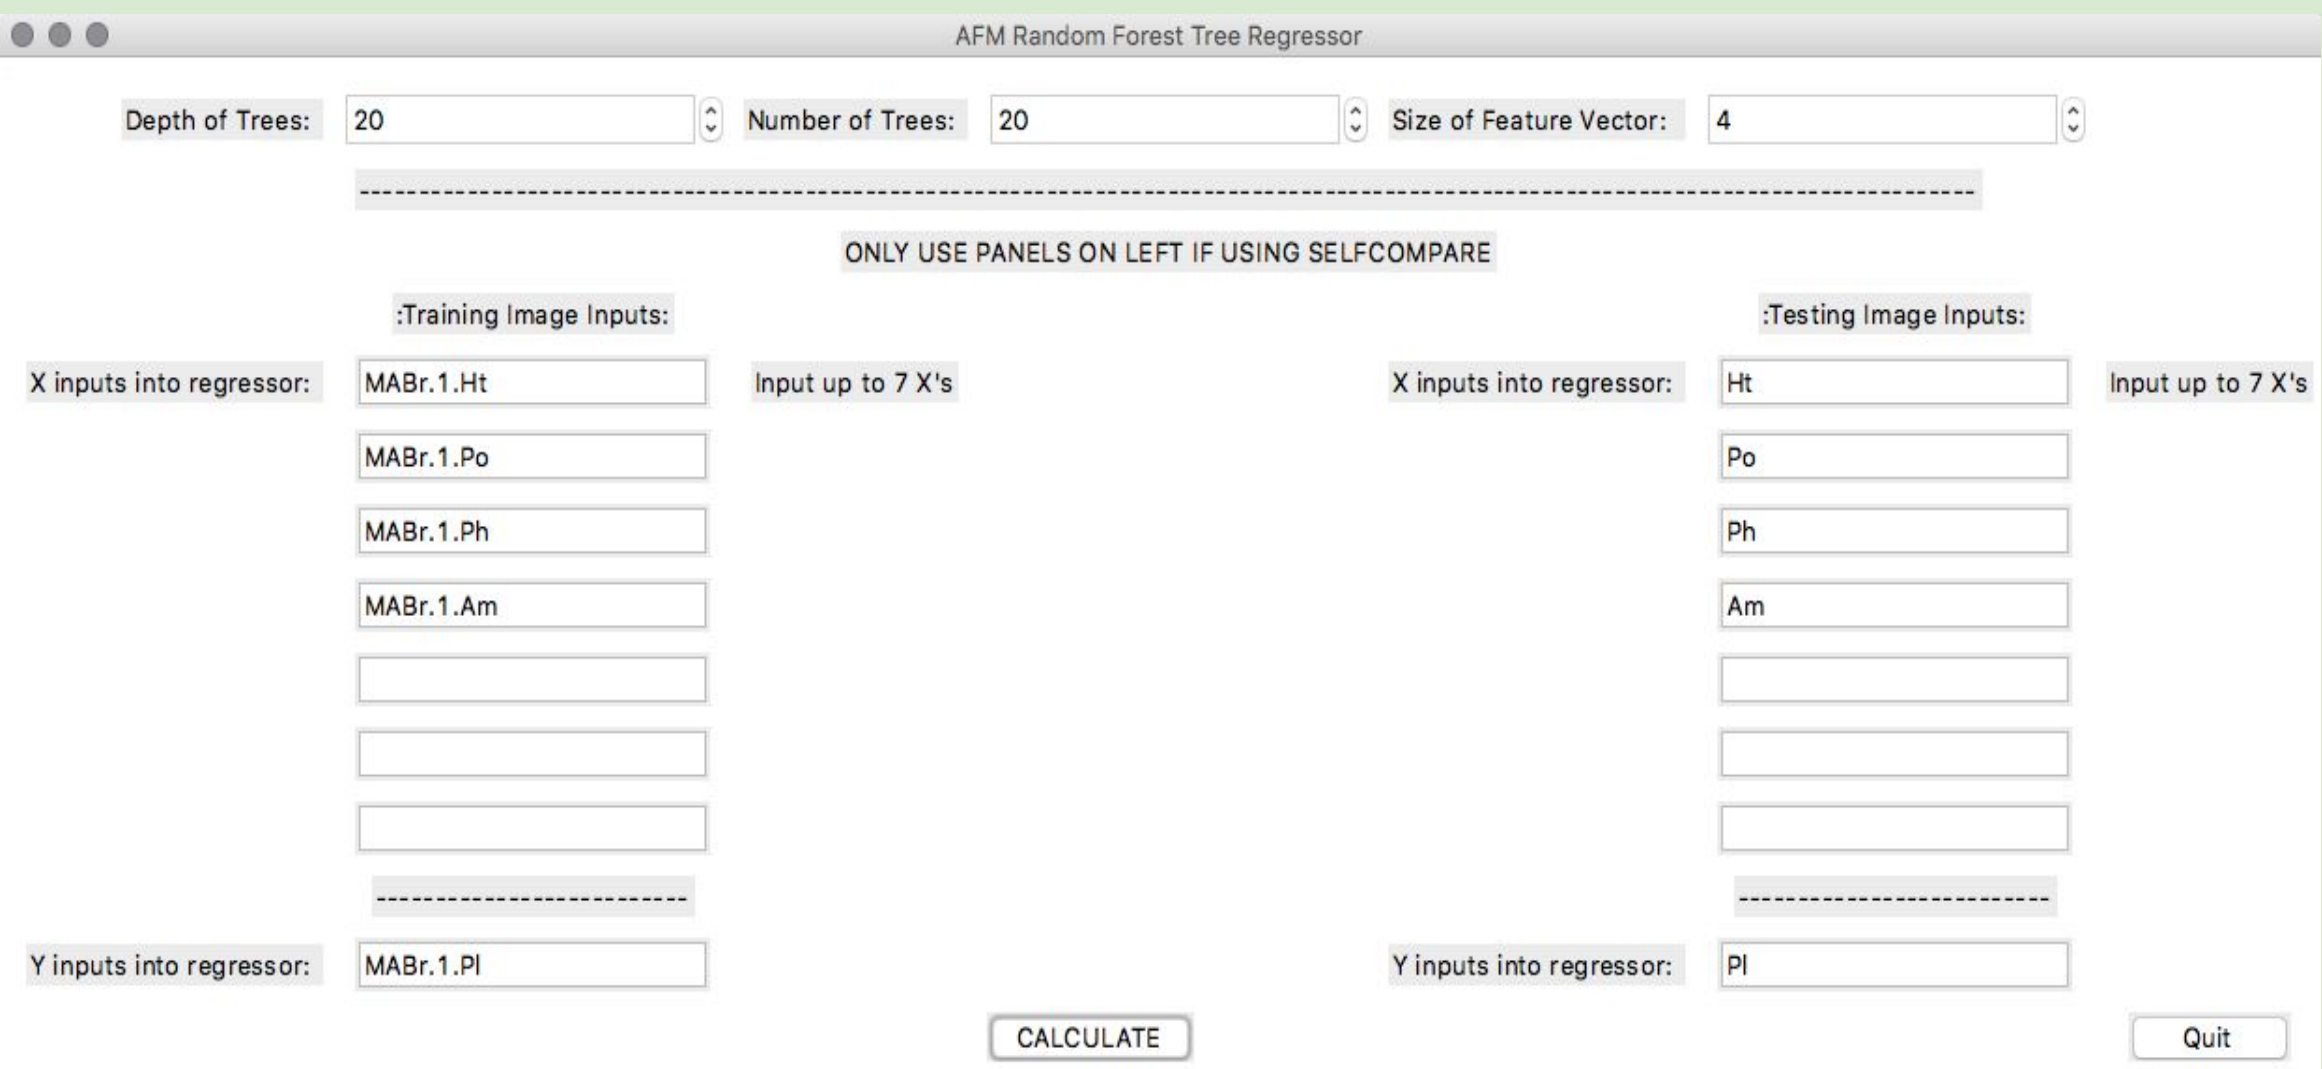 AFM Random Forest Tree Regressor
Depth of Trees: 20 Number of Trees: 20 Size of Feature Vector: 4
---------------------------------------------------------------------------------------------------------------------------------------
ONLY USE PANELS ON LEFT IF USING SELFCOMPARE
:Training Image Inputs: :Testing Image Inputs:
X inputs into regressor: MABr.1.Ht Input up to 7 X's X inputs into regressor: Ht Input up to 7 X's
MABr.1.Po Po
MABr.1.Ph Ph
MABr.1.Am Am
-------------------------- --------------------------
Y inputs into regressor: MABr.1.Pl Y inputs into regressor: Pl
CALCULATE Quit